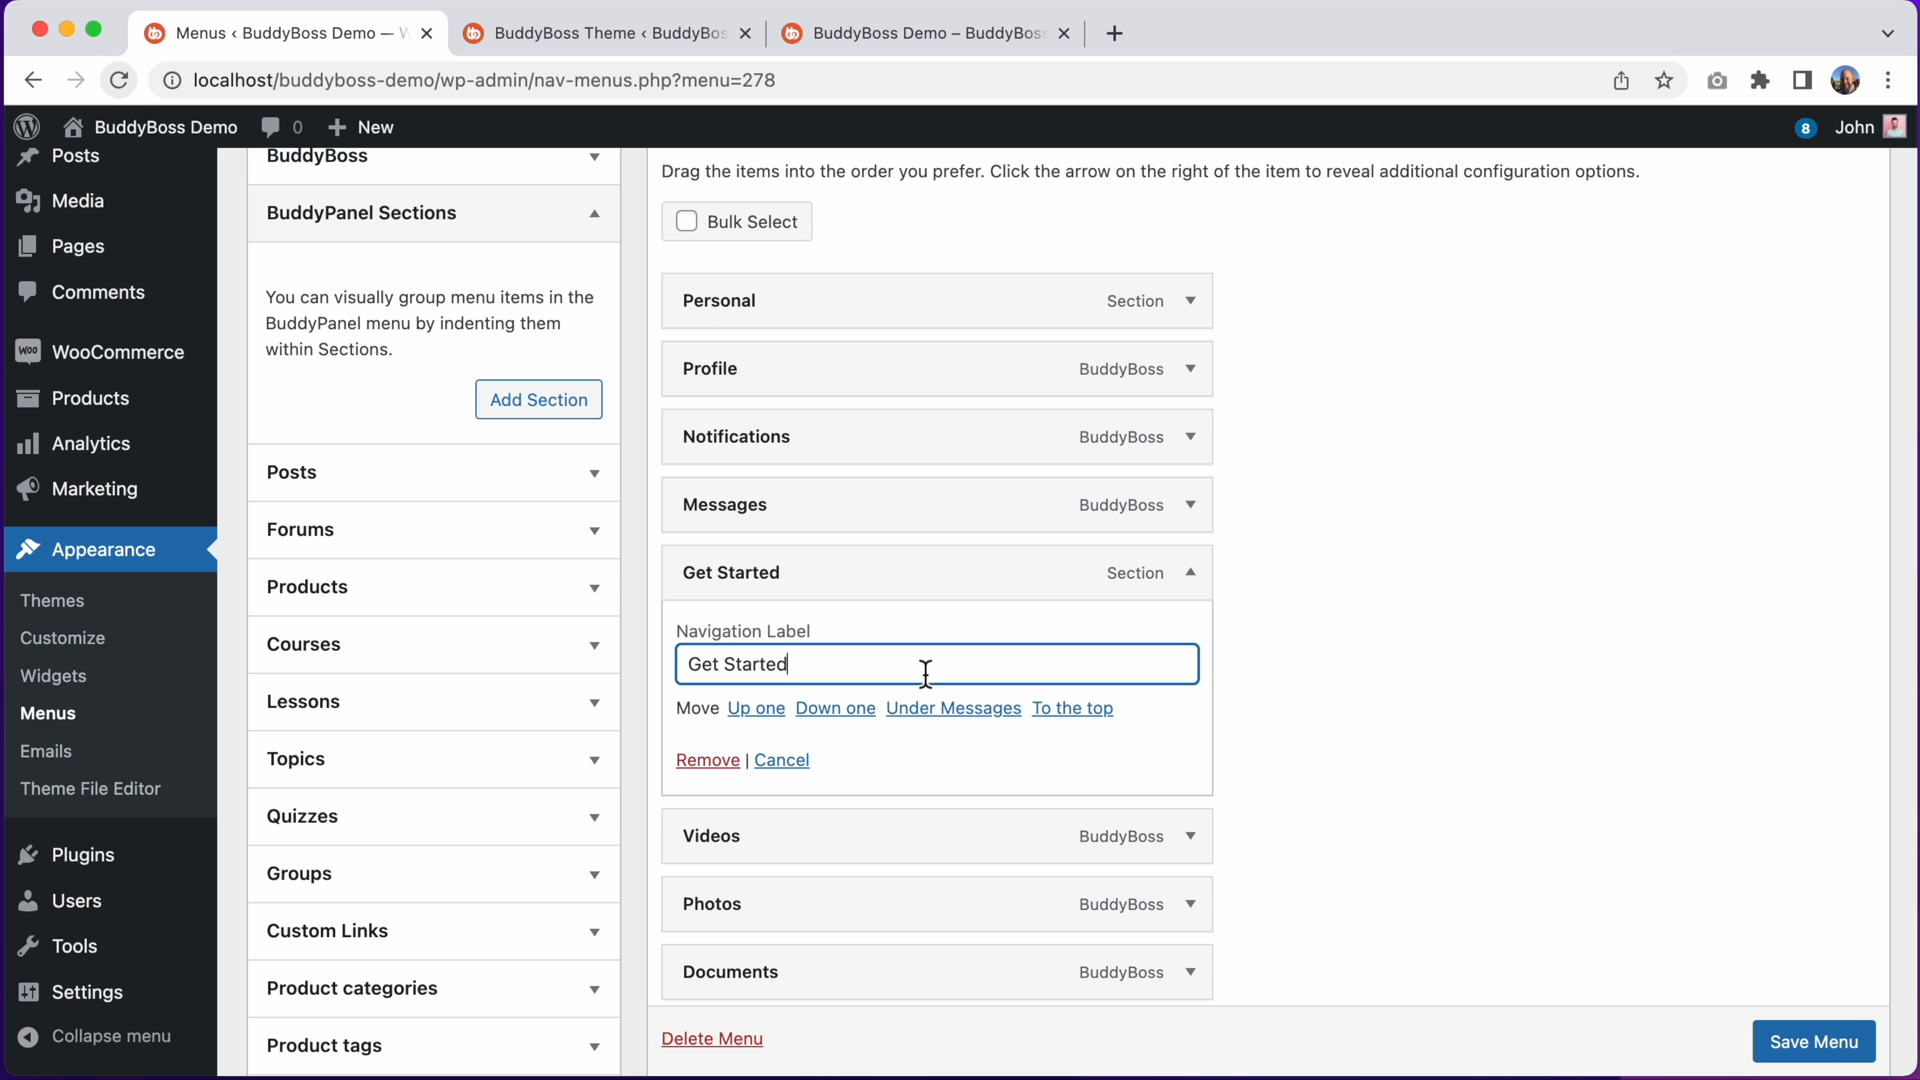 Menus ‹ BuddyBoss Demo — W
BuddyBoss Theme ‹ BuddyBos
BuddyBoss Demo – BuddyBoss
localhost/buddyboss-demo/wp-admin/nav-menus.php?menu=278
BuddyBoss Demo
0
New
8
John
Posts
Media
Pages
Comments
WooCommerce
Products
Analytics
Marketing
Appearance
Themes
Customize
Widgets
Menus
Emails
Theme File Editor
Plugins
Users
Tools
Settings
Collapse menu
BuddyBoss
BuddyPanel Sections
You can visually group menu items in the
BuddyPanel menu by indenting them
within Sections.
Add Section
Posts
Forums
Products
Courses
Lessons
Topics
Quizzes
Groups
Custom Links
Product categories
Product tags
Drag the items into the order you prefer. Click the arrow on the right of the item to reveal additional configuration options.
Bulk Select
Personal Section
Profile BuddyBoss
Notifications BuddyBoss
Messages BuddyBoss
Get Started Section
Navigation Label
Get Started
Move Up one Down one Under Messages To the top
Remove | Cancel
Videos BuddyBoss
Photos BuddyBoss
Documents BuddyBoss
Delete Menu
Save Menu